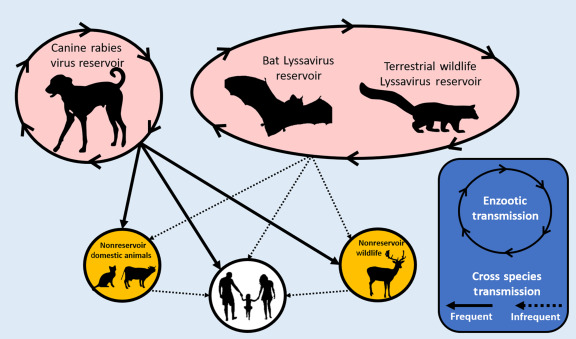 Canine rabies
virus reservoir
Bat Lyssavirus
reservoir
Terrestrial wildlife
Lyssavirus reservoir
Nonreservoir
domestic animals
Nonreservoir
wildlife
Enzootic
transmission
Cross species
transmission
Frequent
Infrequent